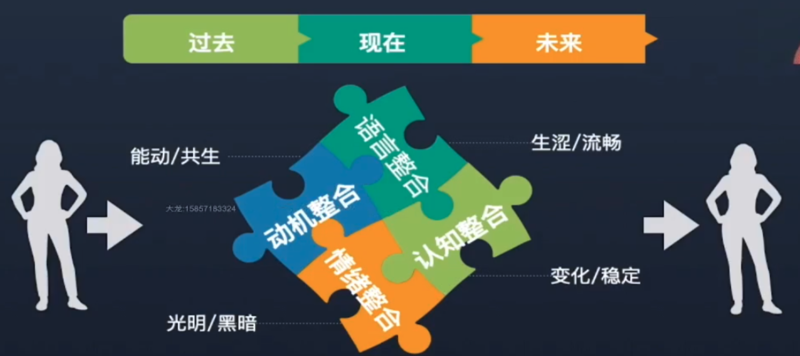 过去
现在
未来
语言整合
能动/共生
生涩/流畅
动机整合
认知整合
大发:15857183324
情绪整合
变化/稳定
光明/黑暗